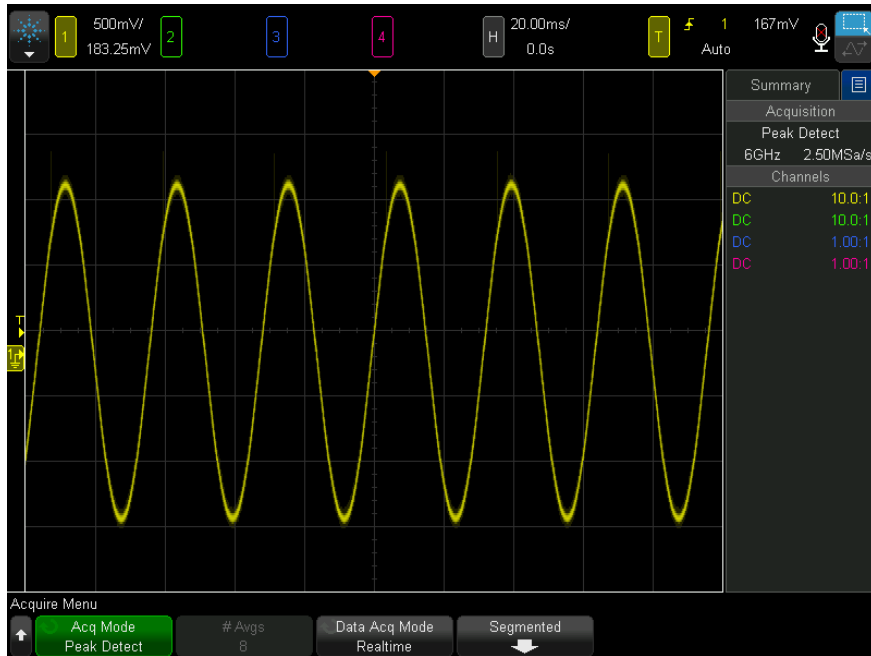 1 500mV/ 2 3 4 H 20.00ms/ T 1 167mV
183.25mV 0.0s Auto
Summary
Acquisition
Peak Detect
6GHz 2.50MSa/s
Channels
DC 10.0:1
DC 10.0:1
DC 1.00:1
DC 1.00:1
T
1
Acquire Menu
Acq Mode # Avgs Data Acq Mode Segmented
Peak Detect 8 Realtime